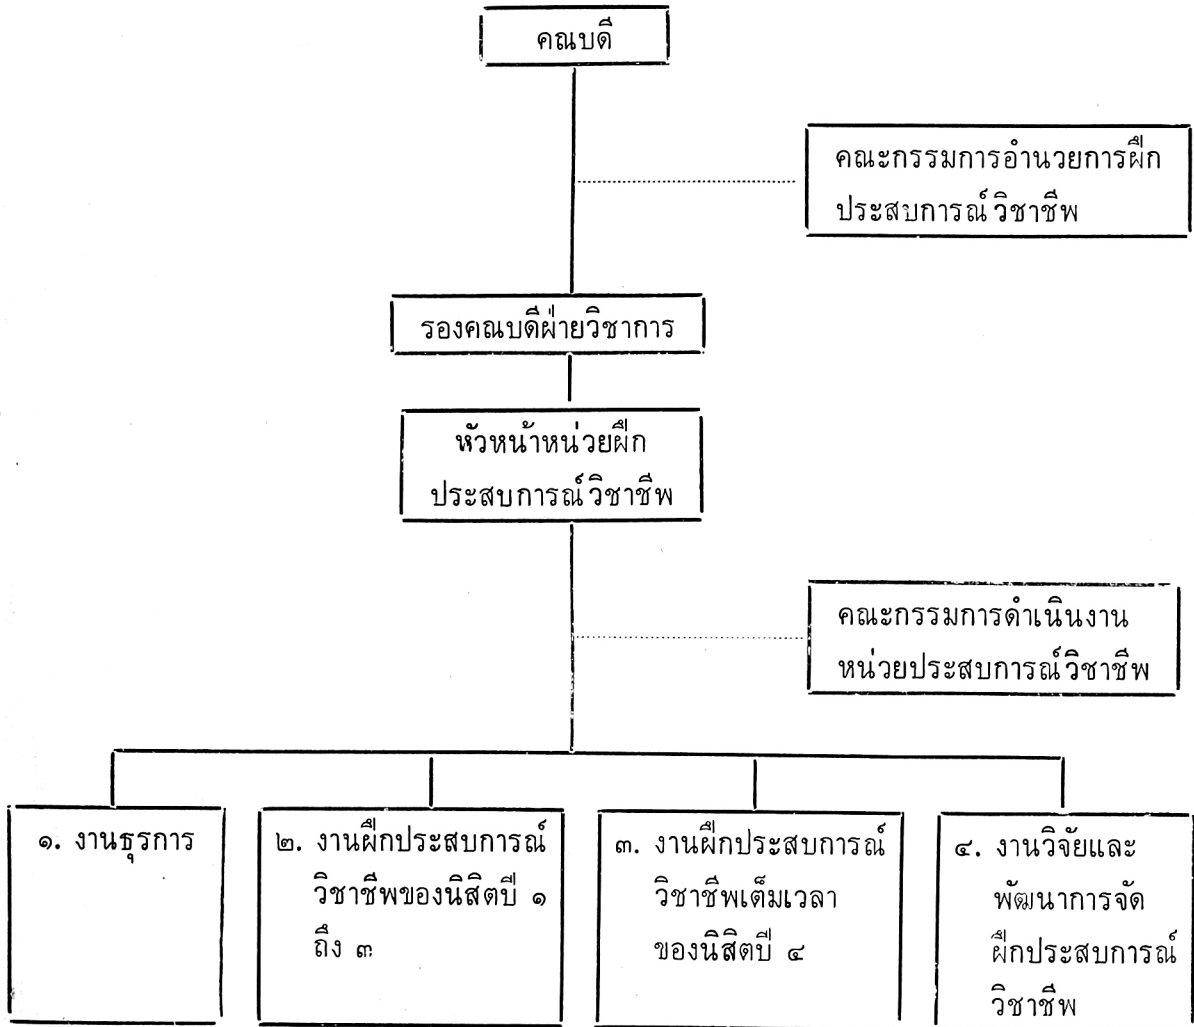 คณบดี
คณะกรรมการอำนวยการฝึก
ประสบการณ์วิชาชีพ
รองคณบดีฝ่ายวิชาการ
หัวหน้าหน่วยฝึก
ประสบการณ์วิชาชีพ
คณะกรรมการดำเนินงาน
หน่วยประสบการณ์วิชาชีพ
๑. งานธุรการ
๒. งานฝึกประสบการณ์
วิชาชีพของนิสิตปี ๑
ถึง ๓
๓. งานฝึกประสบการณ์
วิชาชีพเต็มเวลา
ของนิสิตปี ๔
๔. งานวิจัยและ
พัฒนาการจัด
ฝึกประสบการณ์
วิชาชีพ